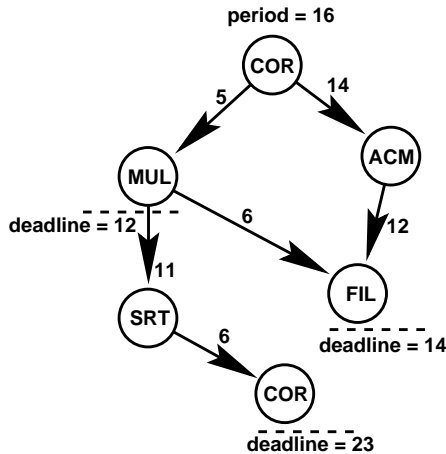 period = 16
COR
5
14
MUL
ACM
deadline = 12
6
12
11
FIL
SRT
6
deadline = 14
COR
deadline = 23